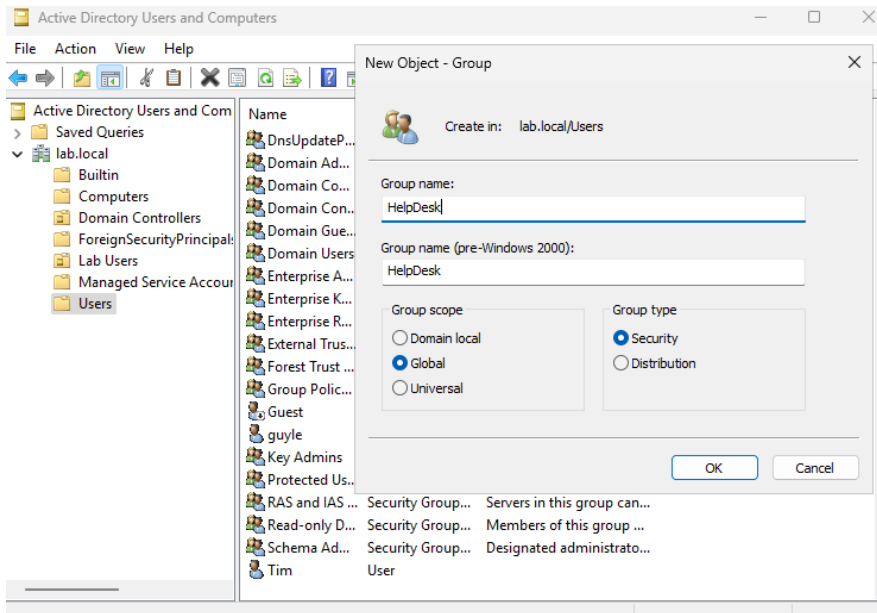 Active Directory Users and Computers
File Action View Help
Active Directory Users and Com
Saved Queries
lab.local
Builtin
Computers
Domain Controllers
ForeignSecurityPrincipals
Lab Users
Managed Service Accour
Users
Name
DnsUpdateP...
Domain Ad...
Domain Co...
Domain Con...
Domain Gue...
Domain Users
Enterprise A...
Enterprise K...
Enterprise R...
External Trus...
Forest Trust ...
Group Polic...
Guest
guyle
Key Admins
Protected Us...
RAS and IAS ... Security Group... Servers in this group can...
Read-only D... Security Group... Members of this group ...
Schema Ad... Security Group... Designated administrato...
Tim User
New Object - Group
Create in: lab.local/Users
Group name:
HelpDesk
Group name (pre-Windows 2000):
HelpDesk
Group scope
Domain local
Global
Universal
Group type
Security
Distribution
OK Cancel